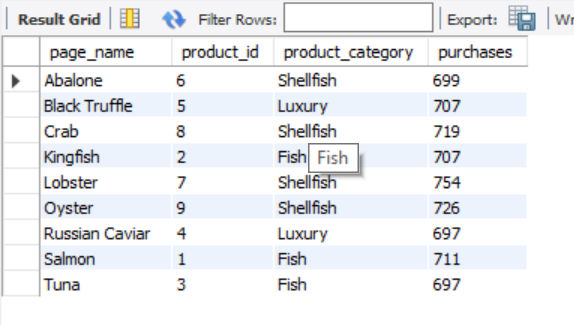 Result Grid Filter Rows: Export: Wr
page_name product_id product_category purchases
Abalone 6 Shellfish 699
Black Truffle 5 Luxury 707
Crab 8 Shellfish 719
Kingfish 2 Fish Fish 707
Lobster 7 Shellfish 754
Oyster 9 Shellfish 726
Russian Caviar 4 Luxury 697
Salmon 1 Fish 711
Tuna 3 Fish 697